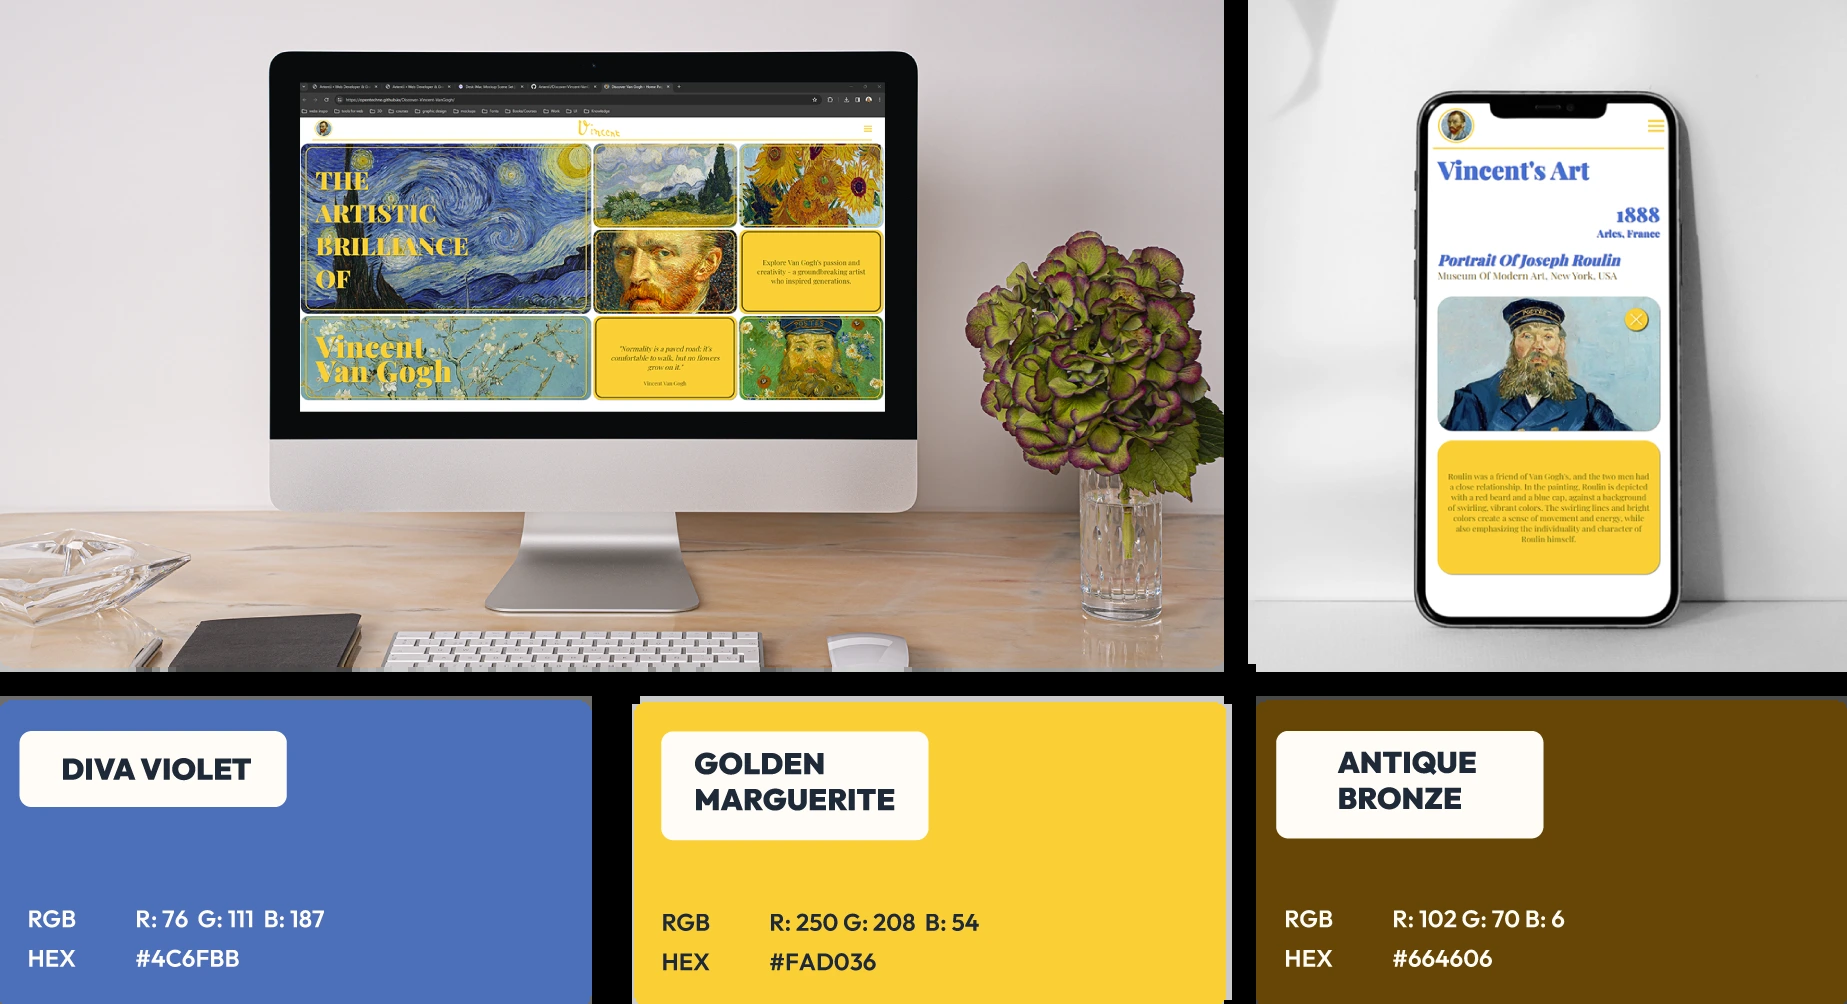 Vincent
THE
ARTISTIC
BRILLIANCE
OF
Vincent
Van Gogh
Explore Van Gogh's passion and
creativity - a groundbreaking artist
who inspired generations.
"Normality is a paved road; it's
comfortable to walk, but no flowers
grow on it."
Vincent Van Gogh
POSTES
Vincent's Art
1888
Arles, France
Portrait Of Joseph Roulin
Museum Of Modern Art, New York, USA
POSTES
Roulin was a friend of Van Gogh's, and the two men had
a close relationship. In the painting, Roulin is depicted
with a red beard and a blue cap, against a background
of swirling, vibrant colors. The swirling lines and bright
colors create a sense of movement and energy, while
also emphasizing the individuality and character of
Roulin himself.
DIVA VIOLET
RGB R: 76 G: 111 B: 187
HEX #4C6FBB
GOLDEN
MARGUERITE
RGB R: 250 G: 208 B: 54
HEX #FAD036
ANTIQUE
BRONZE
RGB R: 102 G: 70 B: 6
HEX #664606